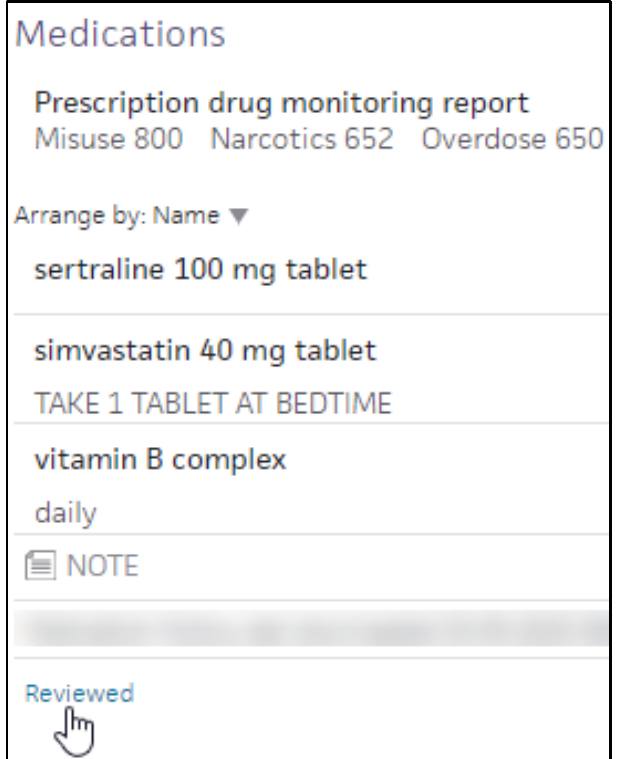 Medications
Prescription drug monitoring report
Misuse 800 Narcotics 652 Overdose 650
Arrange by: Name ▼
sertraline 100 mg tablet
simvastatin 40 mg tablet
TAKE 1 TABLET AT BEDTIME
vitamin B complex
daily
NOTE
Reviewed